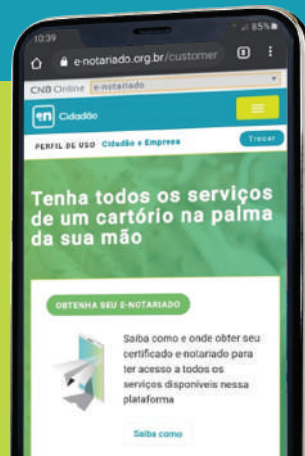 10:39
85%
e-notariado.org.br/customer
CNB Online e-notariado
en Cidadão
PERFIL DE USO Cidadão e Empresa Trocar
Tenha todos os serviços
de um cartório na palma
da sua mão
OBTENHA SEU E-NOTARIADO
Saiba como e onde obter seu
certificado e-notariado para
ter acesso a todos os
serviços disponíveis nessa
plataforma
Saiba como